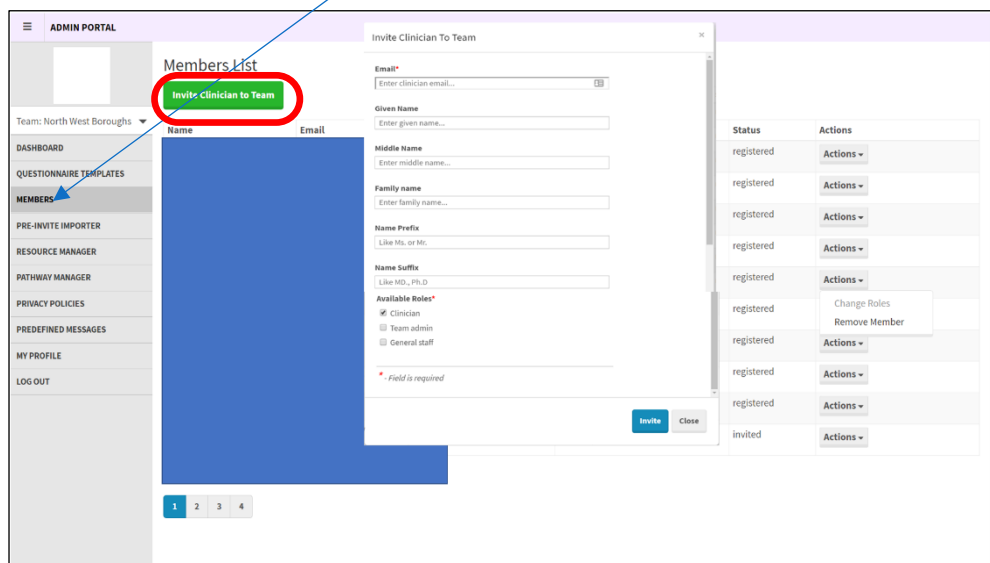 ☰ ADMIN PORTAL
Team: North West Boroughs
DASHBOARD
QUESTIONNAIRE TEMPLATES
MEMBERS
PRE-INVITE IMPORTER
RESOURCE MANAGER
PATHWAY MANAGER
PRIVACY POLICIES
PREDEFINED MESSAGES
MY PROFILE
LOG OUT
Members List
Invite Clinician to Team
Name Email Status Actions
registered Actions
registered Actions
registered Actions
registered Actions
registered Actions
Change Roles
Remove Member
registered
registered Actions
registered Actions
registered Actions
invited Actions
1 2 3 4
Invite Clinician To Team ×
Email*
Enter clinician email...
Given Name
Enter given name...
Middle Name
Enter middle name...
Family name
Enter family name...
Name Prefix
Like Ms. or Mr.
Name Suffix
Like MD., Ph.D
Available Roles*
Clinician
Team admin
General staff
* - Field is required
Invite Close